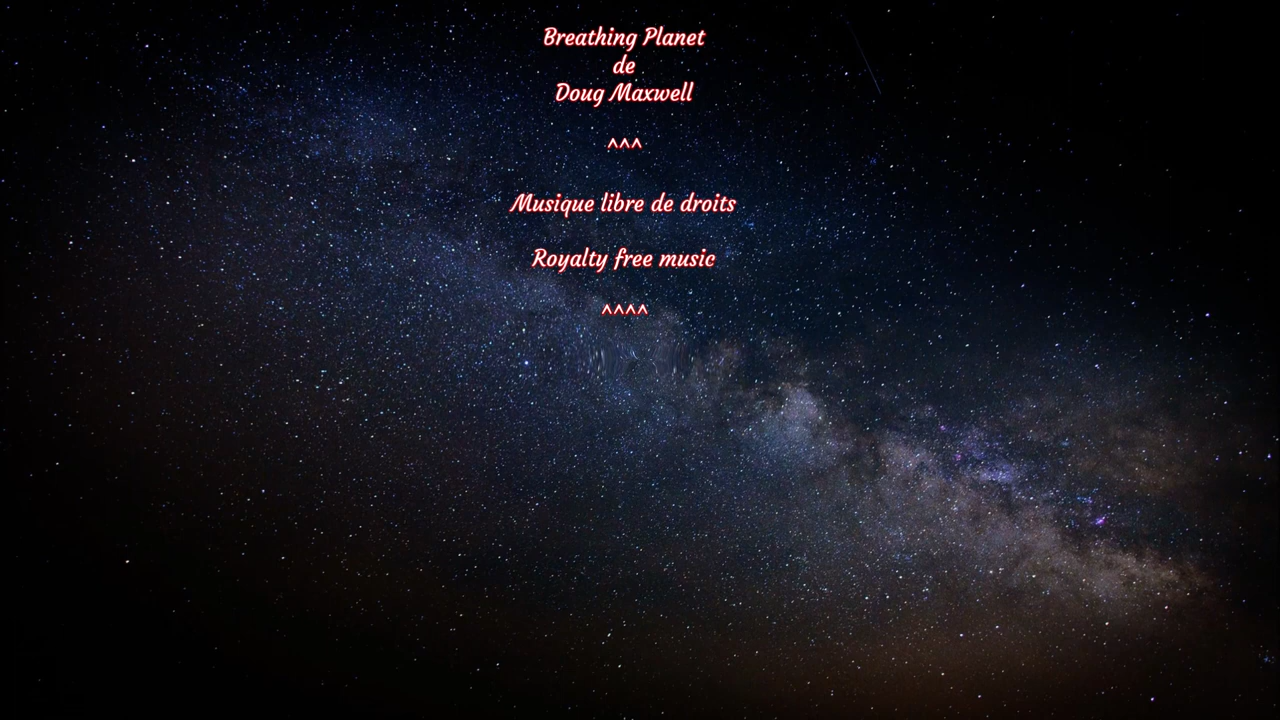 Breathing Planet
de
Doug Maxwell
^^^
Musique libre de droits
Royalty free music
^^^^